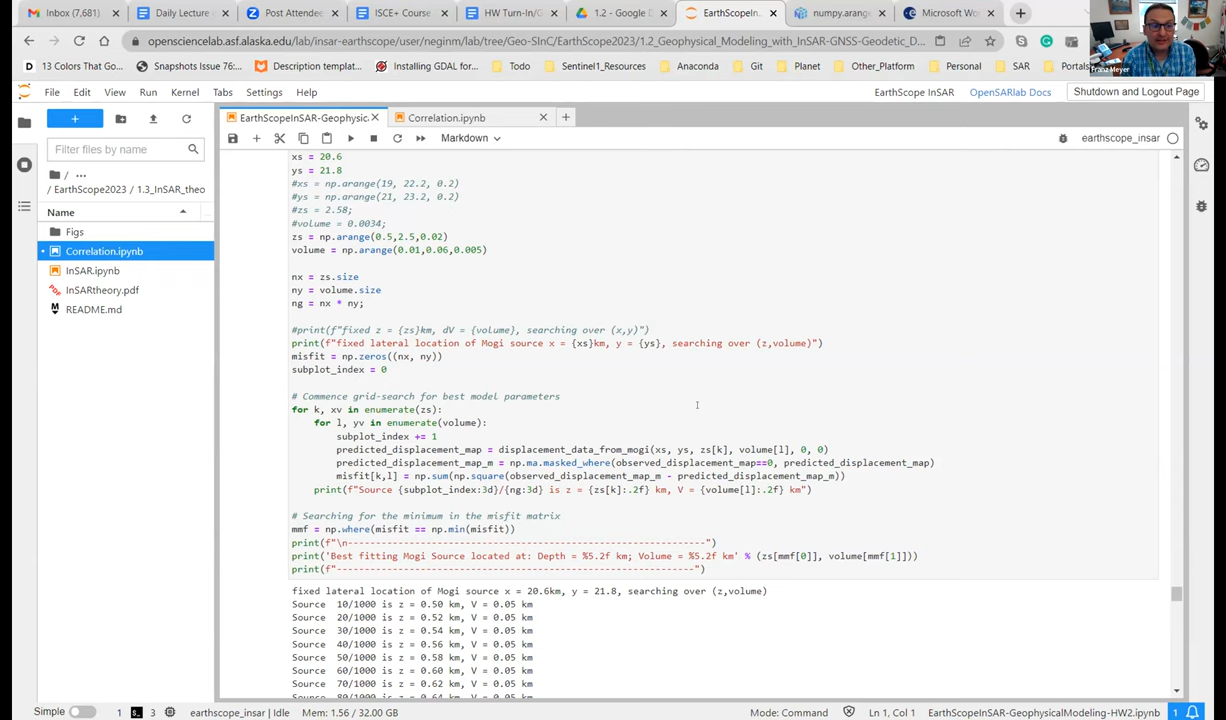 Inbox (7,681)
Daily Lecture
Post Attendee
ISCE+ Course
HW Turn-In/G
1.2 - Google D
EarthScopeIn
numpy.arang
Microsoft Wo
opensciencelab.asf.alaska.edu/lab/insar-earthscope/user/neginm/lab/tree/Geo-SInC/EarthScope2023/1.2_Geophysical_Modeling_with_InSAR-GNSS-Geodetic_D...
13 Colors That Go...
Snapshots Issue 76:...
Description templat...
Installing GDAL for...
Todo
Sentinel1_Resources
Anaconda
Git
Planet
Other_Platform
Personal
SAR
Portals
Franz Meyer
File Edit View Run Kernel Tabs Settings Help
EarthScope InSAR
OpenSARlab Docs
Shutdown and Logout Page
EarthScopeInSAR-Geophysic
Correlation.ipynb
Markdown
earthscope_insar
Filter files by name
/ ...
/ EarthScope2023 / 1.3_InSAR_theo
Name
Figs
Correlation.ipynb
InSAR.ipynb
InSARtheory.pdf
README.md
xs = 20.6
ys = 21.8
#xs = np.arange(19, 22.2, 0.2)
#ys = np.arange(21, 23.2, 0.2)
#zs = 2.58;
#volume = 0.0034;
zs = np.arange(0.5,2.5,0.02)
volume = np.arange(0.01,0.06,0.005)
nx = zs.size
ny = volume.size
ng = nx * ny;
#print(f"fixed z = {zs}km, dV = {volume}, searching over (x,y)")
print(f"fixed lateral location of Mogi source x = {xs}km, y = {ys}, searching over (z,volume)")
misfit = np.zeros((nx, ny))
subplot_index = 0
# Commence grid-search for best model parameters
for k, xv in enumerate(zs):
for l, yv in enumerate(volume):
subplot_index += 1
predicted_displacement_map = displacement_data_from_mogi(xs, ys, zs[k], volume[l], 0, 0)
predicted_displacement_map_m = np.ma.masked_where(observed_displacement_map==0, predicted_displacement_map)
misfit[k,l] = np.sum(np.square(observed_displacement_map_m - predicted_displacement_map_m))
print(f"Source {subplot_index:3d}/{ng:3d} is z = {zs[k]:.2f} km, V = {volume[l]:.2f} km")
# Searching for the minimum in the misfit matrix
mmf = np.where(misfit == np.min(misfit))
print(f"\n----------------------------------------------------------------")
print('Best fitting Mogi Source located at: Depth = %5.2f km; Volume = %5.2f km' % (zs[mmf[0]], volume[mmf[1]]))
print(f"----------------------------------------------------------------")
fixed lateral location of Mogi source x = 20.6km, y = 21.8, searching over (z,volume)
Source  10/1000 is z = 0.50 km, V = 0.05 km
Source  20/1000 is z = 0.52 km, V = 0.05 km
Source  30/1000 is z = 0.54 km, V = 0.05 km
Source  40/1000 is z = 0.56 km, V = 0.05 km
Source  50/1000 is z = 0.58 km, V = 0.05 km
Source  60/1000 is z = 0.60 km, V = 0.05 km
Source  70/1000 is z = 0.62 km, V = 0.05 km
Source  80/1000 is z = 0.64 km, V = 0.05 km
Simple 1 3 earthscope_insar | Idle Mem: 1.56 / 32.00 GB
Mode: Command
Ln 1, Col 1
EarthScopeInSAR-GeophysicalModeling-HW2.ipynb
1